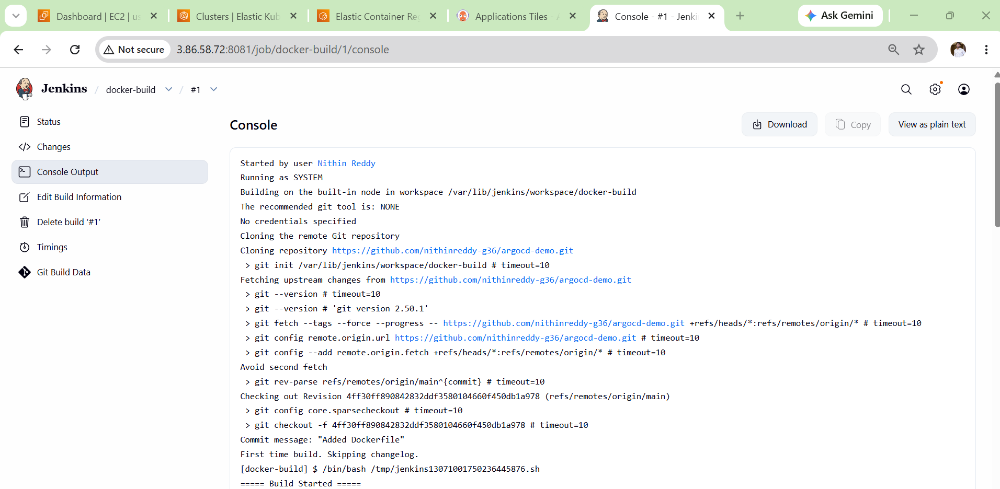 Dashboard | EC2 | us
Clusters | Elastic Kub
Elastic Container Reg
Applications Tiles - A
Console - #1 - Jenki
Ask Gemini
Not secure
3.86.58.72:8081/job/docker-build/1/console
Jenkins / docker-build / #1
Status
Changes
Console Output
Edit Build Information
Delete build ‘#1’
Timings
Git Build Data
Console
Download
Copy
View as plain text
Started by user Nithin Reddy
Running as SYSTEM
Building on the built-in node in workspace /var/lib/jenkins/workspace/docker-build
The recommended git tool is: NONE
No credentials specified
Cloning the remote Git repository
Cloning repository https://github.com/nithinreddy-g36/argocd-demo.git
> git init /var/lib/jenkins/workspace/docker-build # timeout=10
Fetching upstream changes from https://github.com/nithinreddy-g36/argocd-demo.git
> git --version # timeout=10
> git --version # 'git version 2.50.1'
> git fetch --tags --force --progress -- https://github.com/nithinreddy-g36/argocd-demo.git +refs/heads/*:refs/remotes/origin/* # timeout=10
> git config remote.origin.url https://github.com/nithinreddy-g36/argocd-demo.git # timeout=10
> git config --add remote.origin.fetch +refs/heads/*:refs/remotes/origin/* # timeout=10
Avoid second fetch
> git rev-parse refs/remotes/origin/main^{commit} # timeout=10
Checking out Revision 4ff30ff890842832ddf3580104660f450db1a978 (refs/remotes/origin/main)
> git config core.sparsecheckout # timeout=10
> git checkout -f 4ff30ff890842832ddf3580104660f450db1a978 # timeout=10
Commit message: "Added Dockerfile"
First time build. Skipping changelog.
[docker-build] $ /bin/bash /tmp/jenkins13071001750236445876.sh
===== Build Started =====